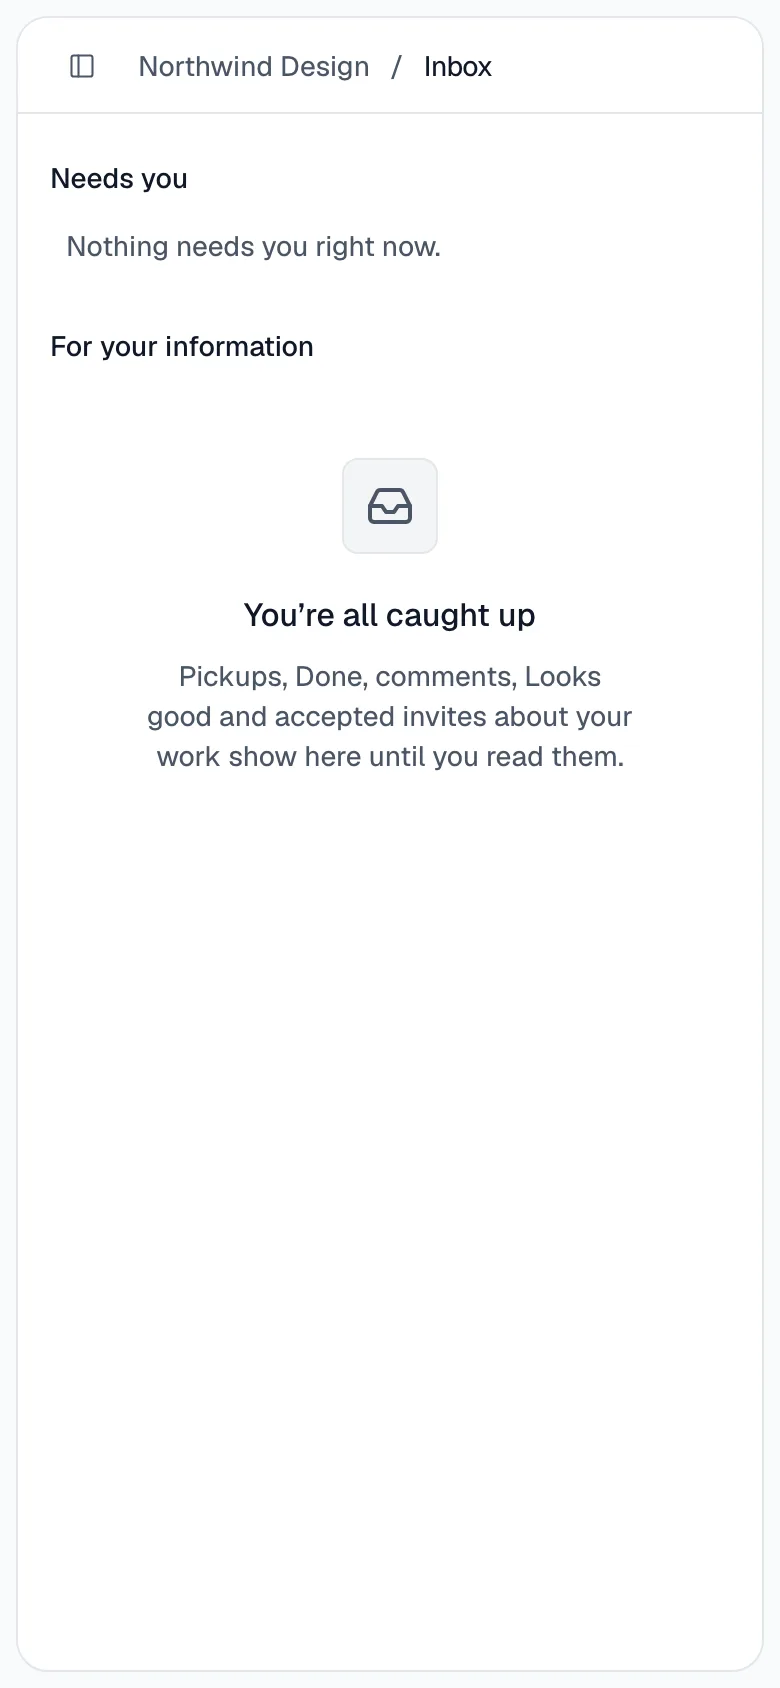 Northwind Design / Inbox
Needs you
Nothing needs you right now.
For your information
You’re all caught up
Pickups, Done, comments, Looks
good and accepted invites about your
work show here until you read them.